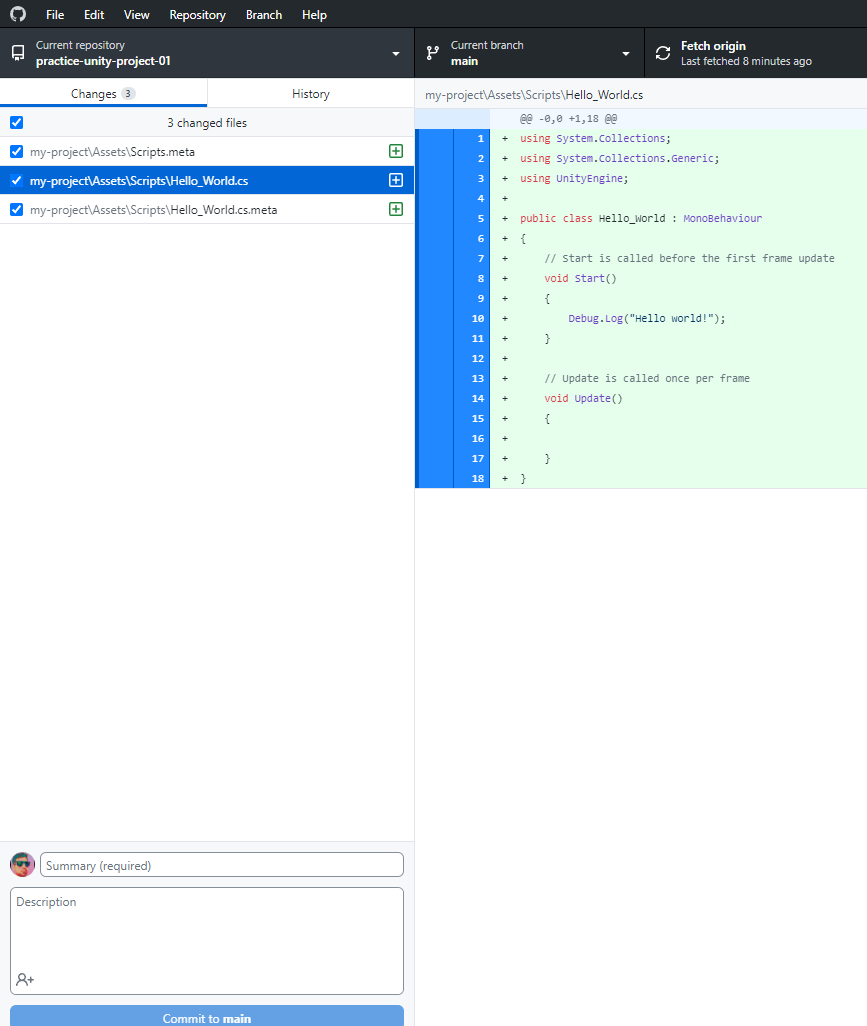 File Edit View Repository Branch Help
Current repository
practice-unity-project-01
Current branch
main
Fetch origin
Last fetched 8 minutes ago
Changes 3
History
3 changed files
my-project\Assets\Scripts.meta
my-project\Assets\Scripts\Hello_World.cs
my-project\Assets\Scripts\Hello_World.cs.meta
Summary (required)
Description
Commit to main
my-project\Assets\Scripts\Hello_World.cs
@@ -0,0 +1,18 @@
1 + using System.Collections;
2 + using System.Collections.Generic;
3 + using UnityEngine;
4 +
5 + public class Hello_World : MonoBehaviour
6 + {
7 +     // Start is called before the first frame update
8 +     void Start()
9 +     {
10 +         Debug.Log("Hello world!");
11 +     }
12 +
13 +     // Update is called once per frame
14 +     void Update()
15 +     {
16 +
17 +     }
18 + }